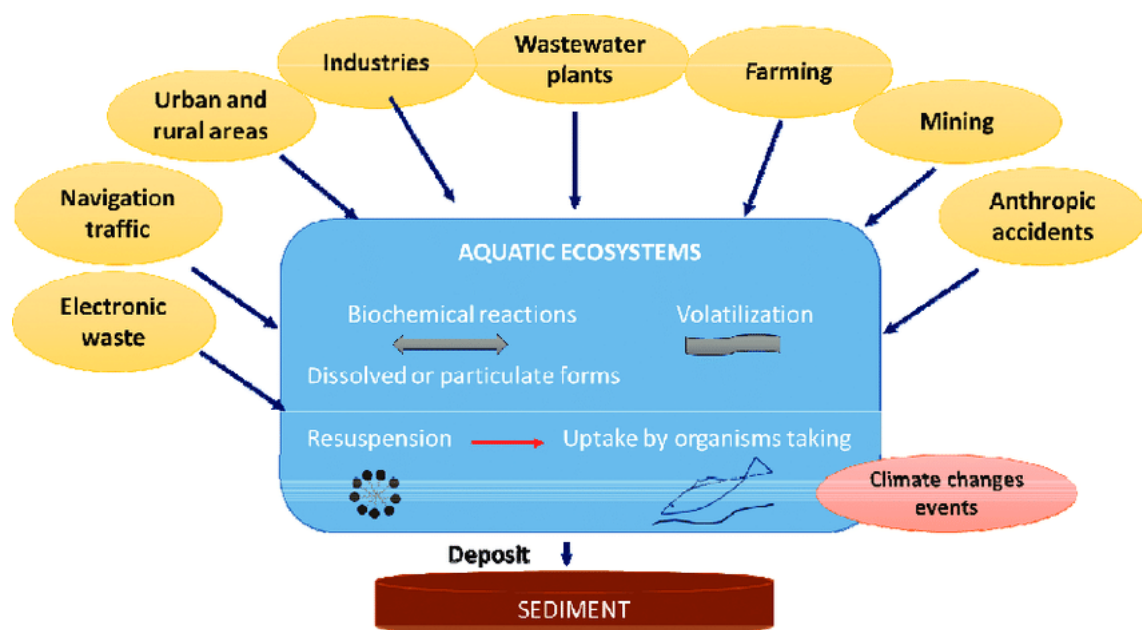 Wastewater
plants
Industries
Farming
Urban and
rural areas
Mining
Navigation
traffic
Anthropic
accidents
Electronic
waste
AQUATIC ECOSYSTEMS
Biochemical reactions
Volatilization
Dissolved or particulate forms
Resuspension
Uptake by organisms taking
Climate changes
events
Deposit
SEDIMENT